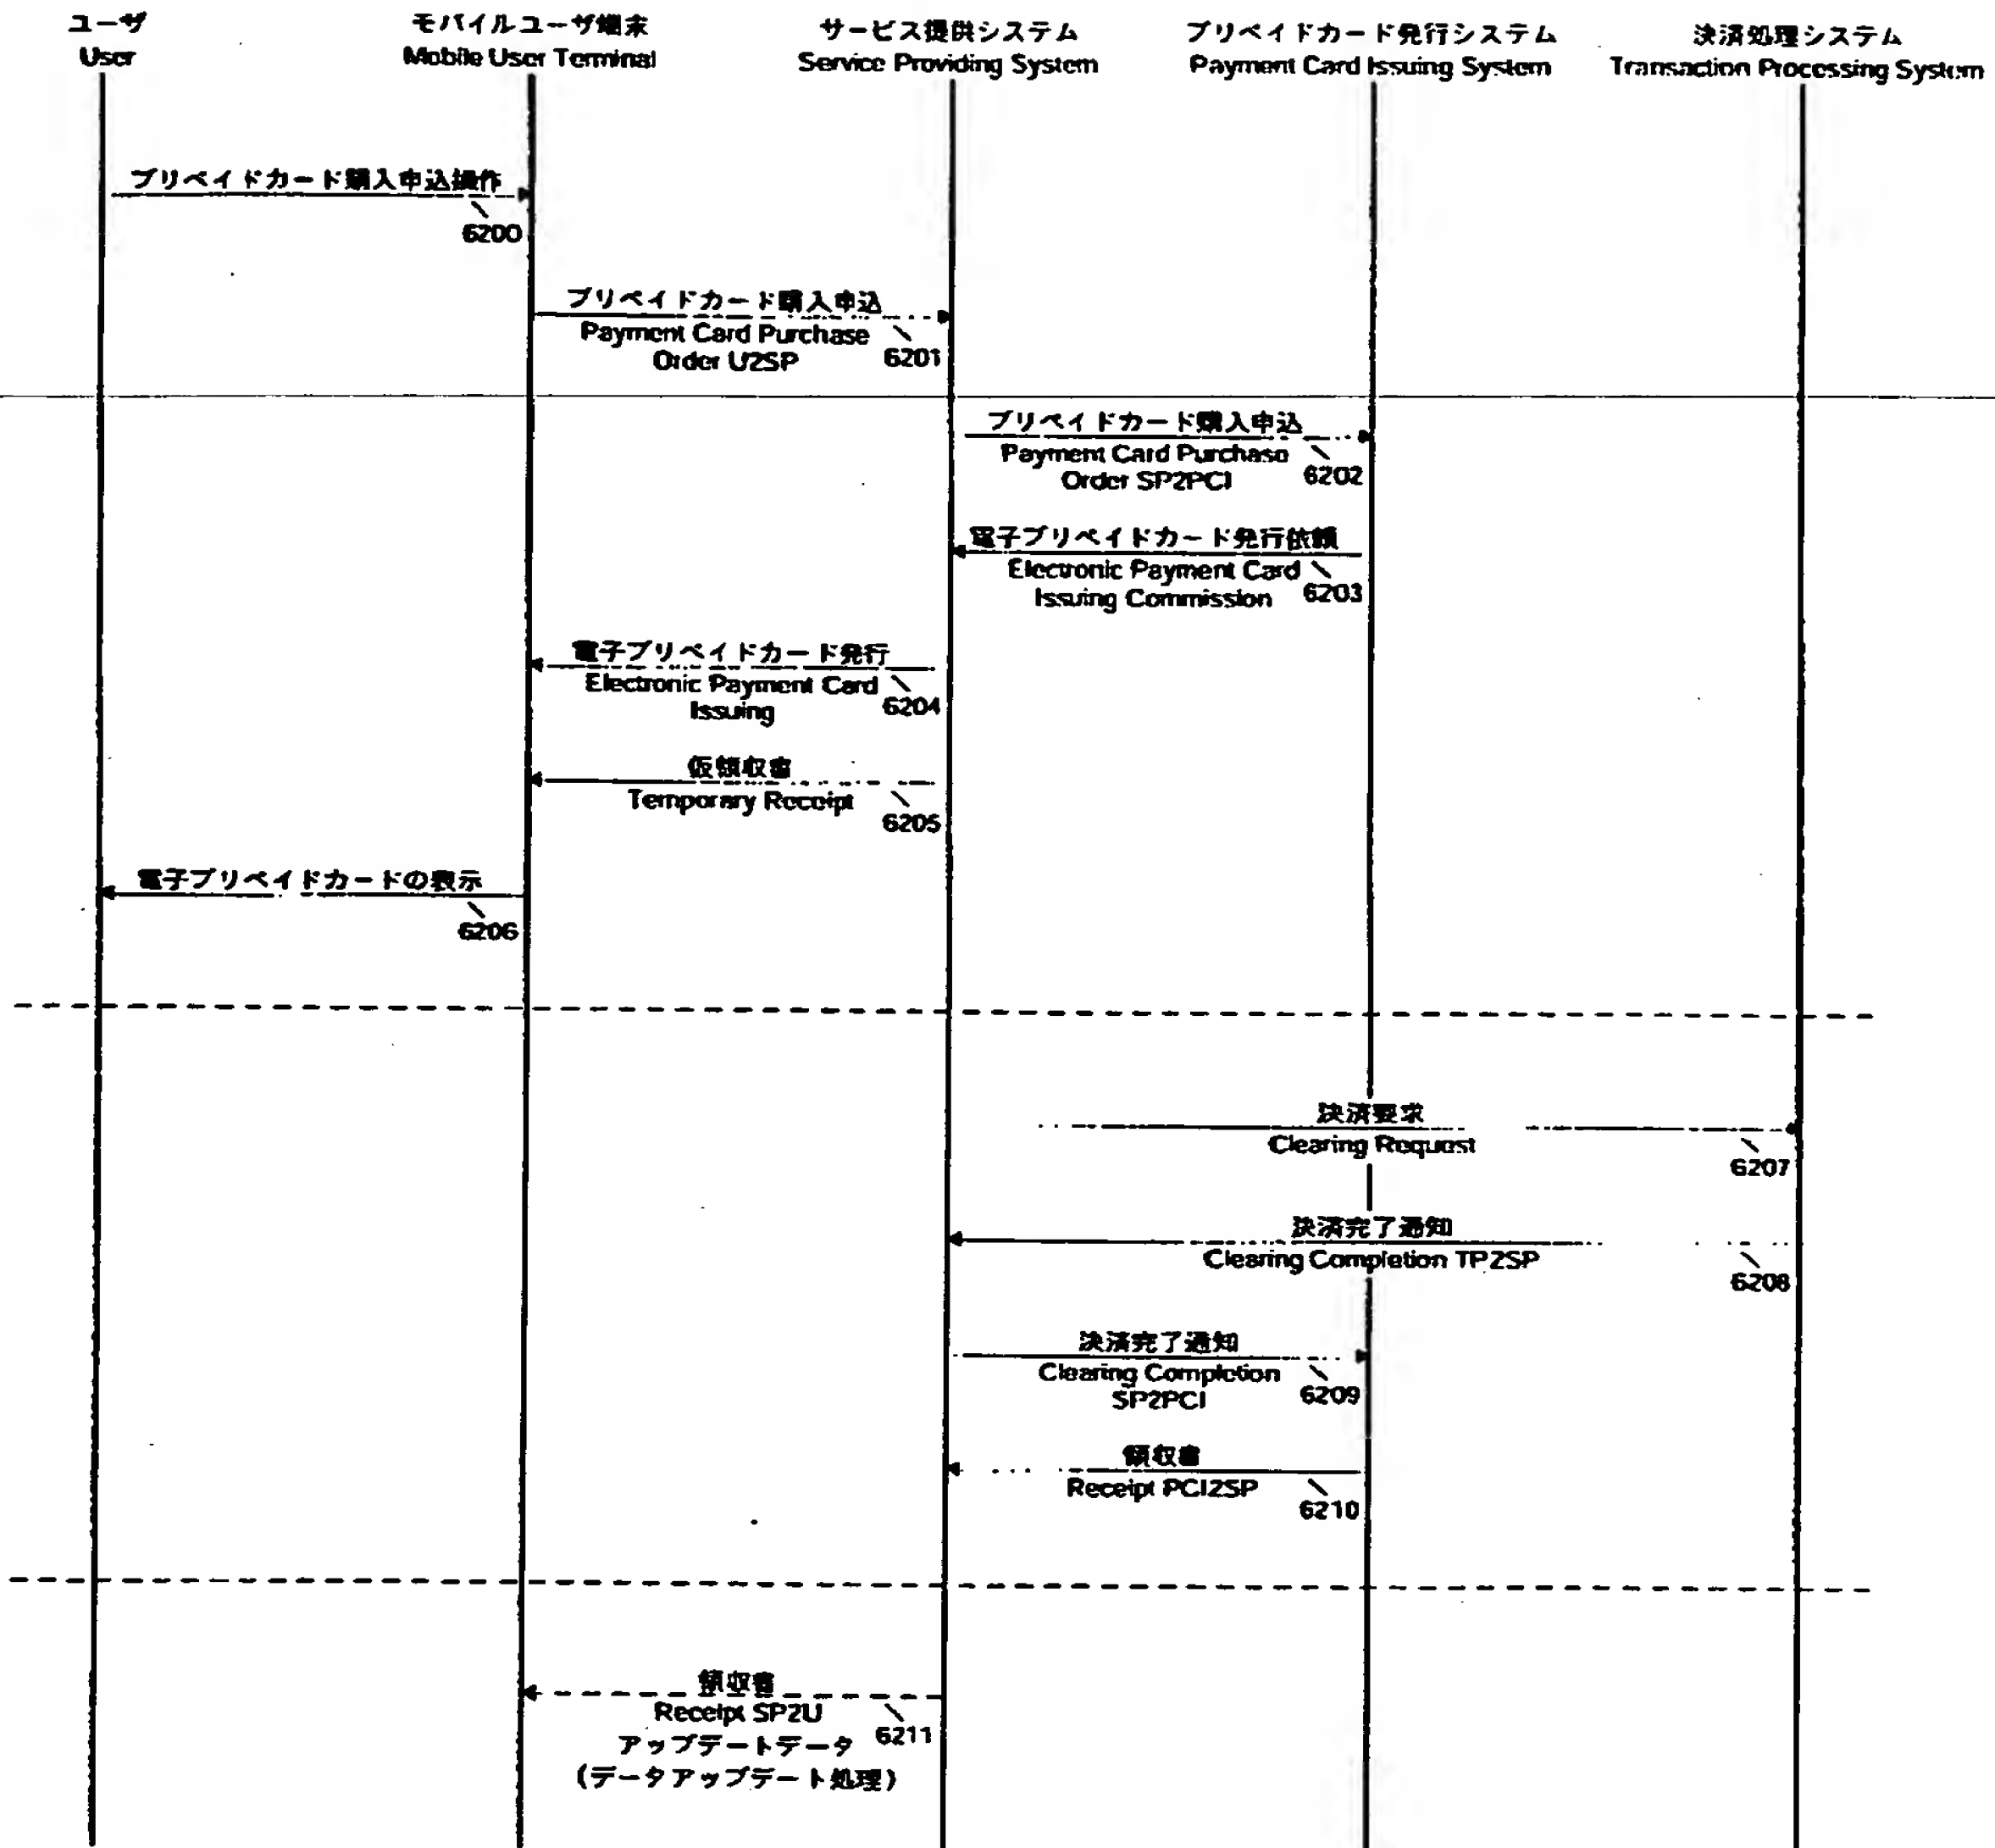 ユーザ
User
モバイルユーザ端末
Mobile User Terminal
サービス提供システム
Service Providing System
プリペイドカード発行システム
Payment Card Issuing System
決済処理システム
Transaction Processing System
プリペイドカード購入申込操作
6200
プリペイドカード購入申込
Payment Card Purchase
Order U2SP
6201
プリペイドカード購入申込
Payment Card Purchase
Order SP2PCI
6202
電子プリペイドカード発行依頼
Electronic Payment Card
Issuing Commission
6203
電子プリペイドカード発行
Electronic Payment Card
Issuing
6204
仮領収書
Temporary Receipt
6205
電子プリペイドカードの表示
6206
決済要求
Clearing Request
6207
決済完了通知
Clearing Completion TP2SP
6208
決済完了通知
Clearing Completion
SP2PCI
6209
領収書
Receipt PCI2SP
6210
領収書
Receipt SP2U
6211
アップデートデータ
(データアップデート処理)